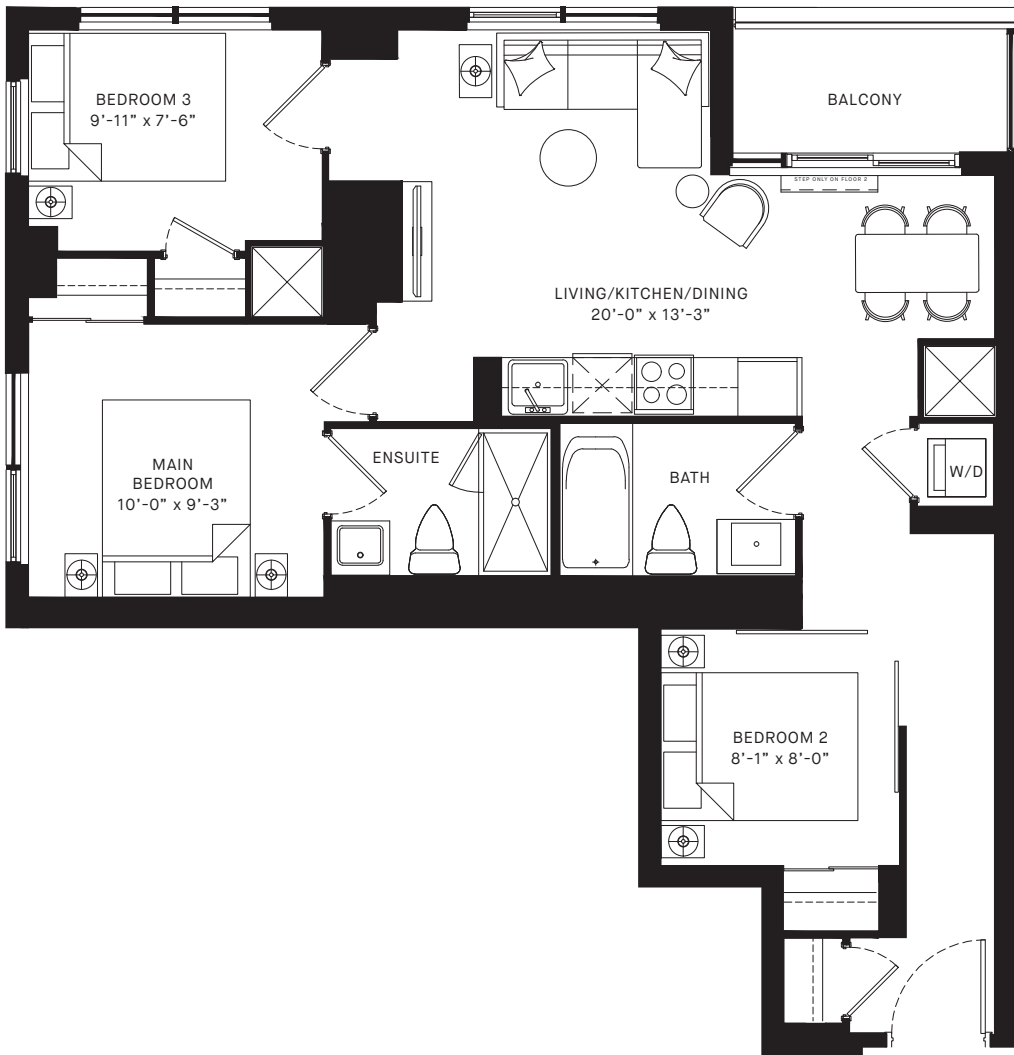 BEDROOM 3
9'-11" x 7'-6"
BALCONY
STEP ONLY ON FLOOR 2
LIVING/KITCHEN/DINING
20'-0" x 13'-3"
MAIN
BEDROOM
10'-0" x 9'-3"
ENSUITE
BATH
W/D
BEDROOM 2
8'-1" x 8'-0"